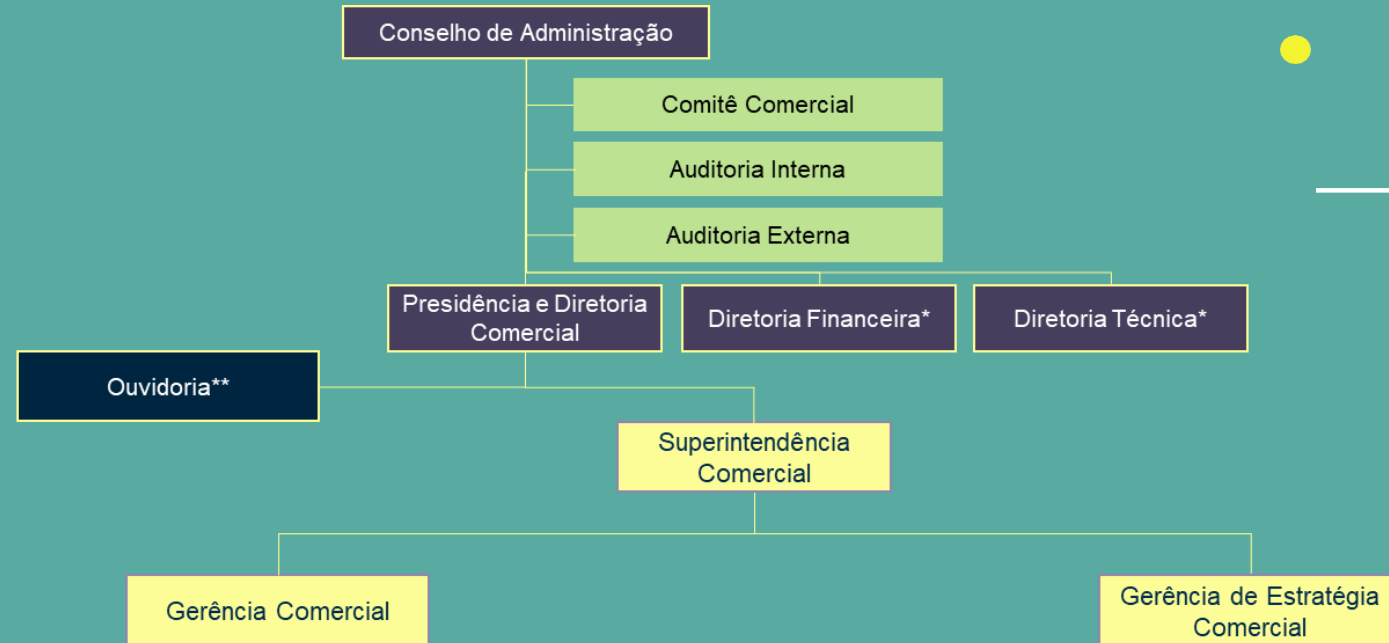 Conselho de Administração
Comitê Comercial
Auditoria Interna
Auditoria Externa
Presidência e Diretoria
Comercial
Diretoria Financeira*
Diretoria Técnica*
Ouvidoria**
Superintendência
Comercial
Gerência Comercial
Gerência de Estratégia
Comercial